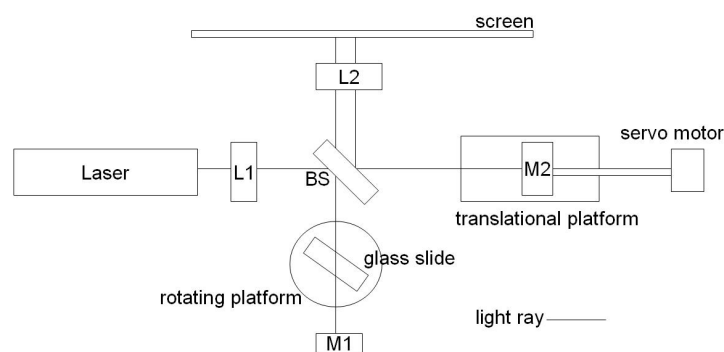 screen
L2
servo motor
Laser
L1
BS
M2
translational platform
glass slide
rotating platform
light ray
M1